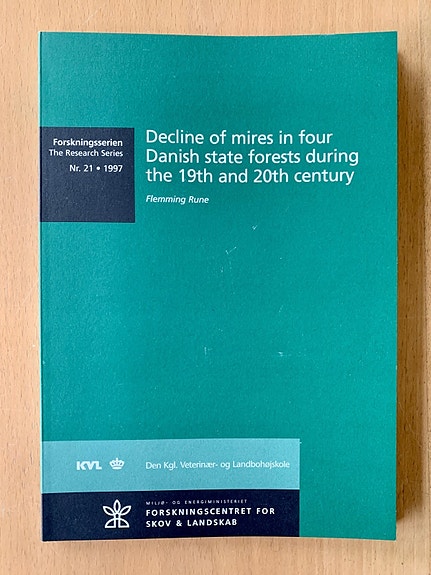 Forskningsserien
The Research Series
Nr. 21 • 1997
Decline of mires in four
Danish state forests during
the 19th and 20th century
Flemming Rune
KVL
Den Kgl. Veterinær- og Landbohøjskole
MILJØ- OG ENERGIMINISTERIET
FORSKNINGSCENTRET FOR
SKOV & LANDSKAB